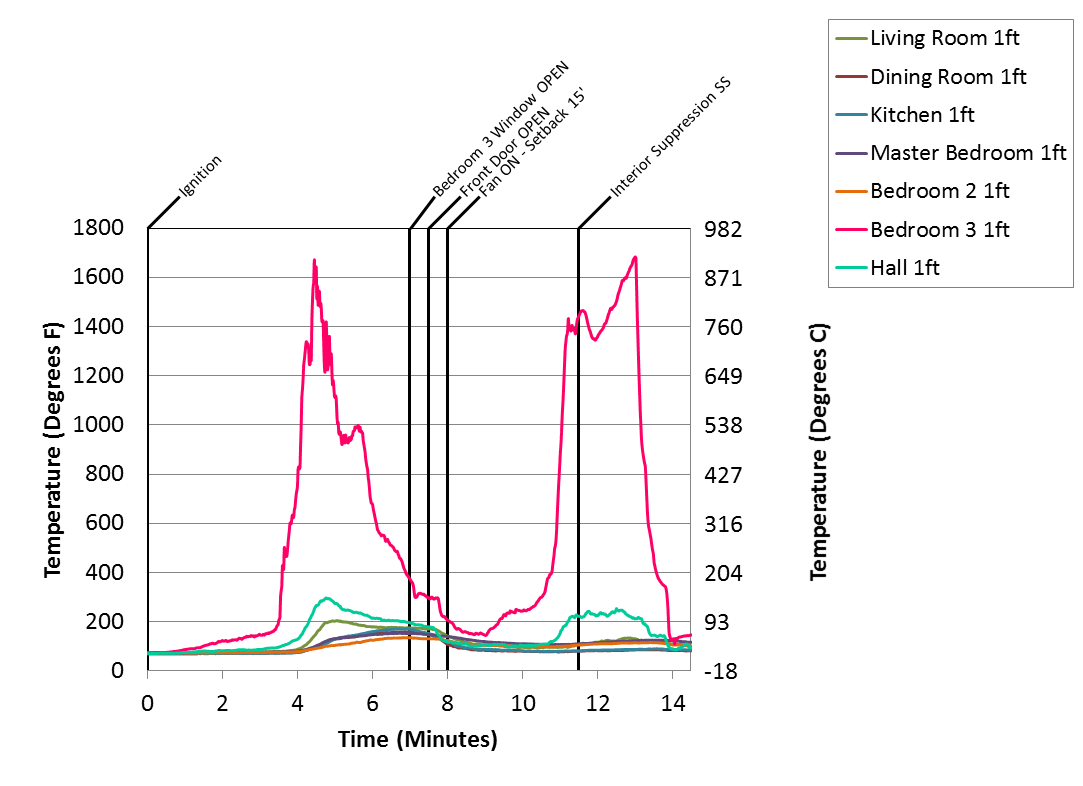 Living Room 1ft
Dining Room 1ft
Kitchen 1ft
Master Bedroom 1ft
Bedroom 2 1ft
Bedroom 3 1ft
Hall 1ft
Ignition
Bedroom 3 Window OPEN
Front Door OPEN
Fan ON - Setback 15'
Interior Suppression SS
Temperature (Degrees F)
1800
1600
1400
1200
1000
800
600
400
200
0
982
871
760
649
538
427
316
204
93
-18
Temperature (Degrees C)
0 2 4 6 8 10 12 14
Time (Minutes)